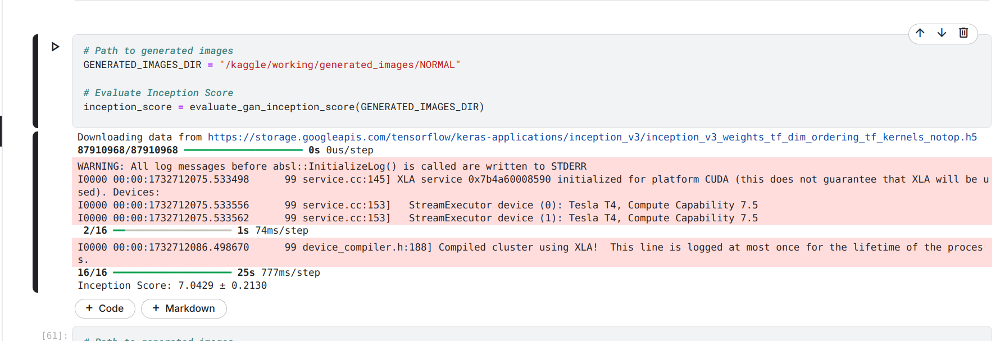 # Path to generated images
GENERATED_IMAGES_DIR = "/kaggle/working/generated_images/NORMAL"
# Evaluate Inception Score
inception_score = evaluate_gan_inception_score(GENERATED_IMAGES_DIR)
Downloading data from https://storage.googleapis.com/tensorflow/keras-applications/inception_v3/inception_v3_weights_tf_dim_ordering_tf_kernels_notop.h5
87910968/87910968 0s 0us/step
WARNING: All log messages before absl::InitializeLog() is called are written to STDERR
I0000 00:00:1732712075.533498      99 service.cc:145] XLA service 0x7b4a60008590 initialized for platform CUDA (this does not guarantee that XLA will be u
sed). Devices:
I0000 00:00:1732712075.533556      99 service.cc:153]   StreamExecutor device (0): Tesla T4, Compute Capability 7.5
I0000 00:00:1732712075.533562      99 service.cc:153]   StreamExecutor device (1): Tesla T4, Compute Capability 7.5
2/16 1s 74ms/step
I0000 00:00:1732712086.498670      99 device_compiler.h:188] Compiled cluster using XLA!  This line is logged at most once for the lifetime of the proces
s.
16/16 25s 777ms/step
Inception Score: 7.0429 ± 0.2130
+ Code + Markdown
[61]:
# Path to generated images